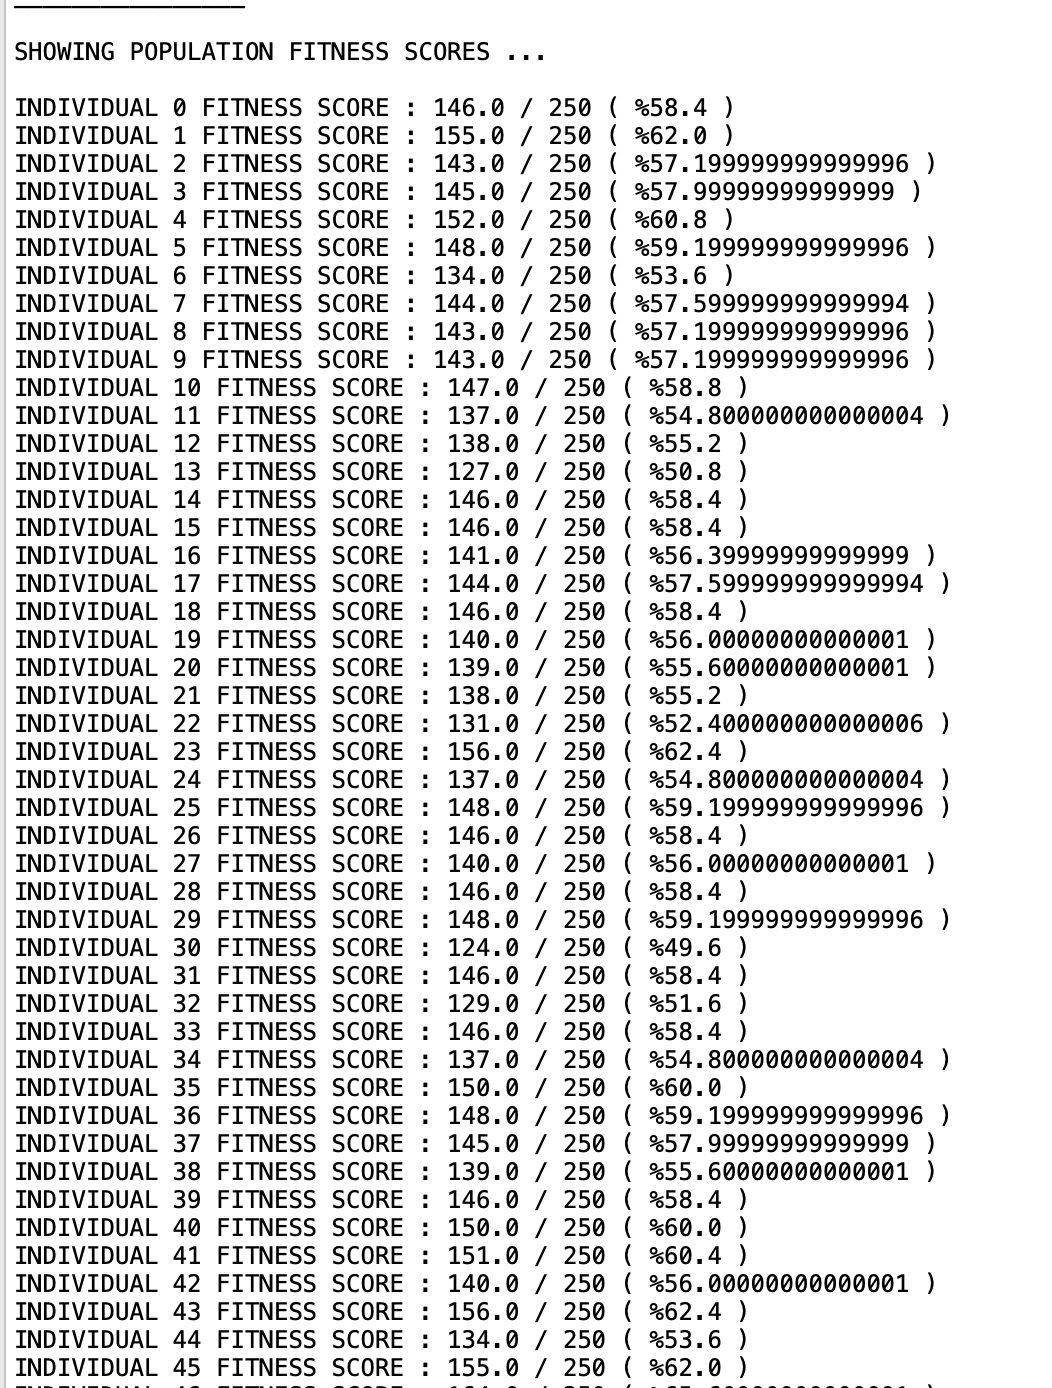 SHOWING POPULATION FITNESS SCORES ...
INDIVIDUAL 0 FITNESS SCORE : 146.0 / 250 ( %58.4 )
INDIVIDUAL 1 FITNESS SCORE : 155.0 / 250 ( %62.0 )
INDIVIDUAL 2 FITNESS SCORE : 143.0 / 250 ( %57.199999999999996 )
INDIVIDUAL 3 FITNESS SCORE : 145.0 / 250 ( %57.99999999999999 )
INDIVIDUAL 4 FITNESS SCORE : 152.0 / 250 ( %60.8 )
INDIVIDUAL 5 FITNESS SCORE : 148.0 / 250 ( %59.199999999999996 )
INDIVIDUAL 6 FITNESS SCORE : 134.0 / 250 ( %53.6 )
INDIVIDUAL 7 FITNESS SCORE : 144.0 / 250 ( %57.599999999999994 )
INDIVIDUAL 8 FITNESS SCORE : 143.0 / 250 ( %57.199999999999996 )
INDIVIDUAL 9 FITNESS SCORE : 143.0 / 250 ( %57.199999999999996 )
INDIVIDUAL 10 FITNESS SCORE : 147.0 / 250 ( %58.8 )
INDIVIDUAL 11 FITNESS SCORE : 137.0 / 250 ( %54.800000000000004 )
INDIVIDUAL 12 FITNESS SCORE : 138.0 / 250 ( %55.2 )
INDIVIDUAL 13 FITNESS SCORE : 127.0 / 250 ( %50.8 )
INDIVIDUAL 14 FITNESS SCORE : 146.0 / 250 ( %58.4 )
INDIVIDUAL 15 FITNESS SCORE : 146.0 / 250 ( %58.4 )
INDIVIDUAL 16 FITNESS SCORE : 141.0 / 250 ( %56.39999999999999 )
INDIVIDUAL 17 FITNESS SCORE : 144.0 / 250 ( %57.599999999999994 )
INDIVIDUAL 18 FITNESS SCORE : 146.0 / 250 ( %58.4 )
INDIVIDUAL 19 FITNESS SCORE : 140.0 / 250 ( %56.00000000000001 )
INDIVIDUAL 20 FITNESS SCORE : 139.0 / 250 ( %55.60000000000001 )
INDIVIDUAL 21 FITNESS SCORE : 138.0 / 250 ( %55.2 )
INDIVIDUAL 22 FITNESS SCORE : 131.0 / 250 ( %52.400000000000006 )
INDIVIDUAL 23 FITNESS SCORE : 156.0 / 250 ( %62.4 )
INDIVIDUAL 24 FITNESS SCORE : 137.0 / 250 ( %54.800000000000004 )
INDIVIDUAL 25 FITNESS SCORE : 148.0 / 250 ( %59.199999999999996 )
INDIVIDUAL 26 FITNESS SCORE : 146.0 / 250 ( %58.4 )
INDIVIDUAL 27 FITNESS SCORE : 140.0 / 250 ( %56.00000000000001 )
INDIVIDUAL 28 FITNESS SCORE : 146.0 / 250 ( %58.4 )
INDIVIDUAL 29 FITNESS SCORE : 148.0 / 250 ( %59.199999999999996 )
INDIVIDUAL 30 FITNESS SCORE : 124.0 / 250 ( %49.6 )
INDIVIDUAL 31 FITNESS SCORE : 146.0 / 250 ( %58.4 )
INDIVIDUAL 32 FITNESS SCORE : 129.0 / 250 ( %51.6 )
INDIVIDUAL 33 FITNESS SCORE : 146.0 / 250 ( %58.4 )
INDIVIDUAL 34 FITNESS SCORE : 137.0 / 250 ( %54.800000000000004 )
INDIVIDUAL 35 FITNESS SCORE : 150.0 / 250 ( %60.0 )
INDIVIDUAL 36 FITNESS SCORE : 148.0 / 250 ( %59.199999999999996 )
INDIVIDUAL 37 FITNESS SCORE : 145.0 / 250 ( %57.99999999999999 )
INDIVIDUAL 38 FITNESS SCORE : 139.0 / 250 ( %55.60000000000001 )
INDIVIDUAL 39 FITNESS SCORE : 146.0 / 250 ( %58.4 )
INDIVIDUAL 40 FITNESS SCORE : 150.0 / 250 ( %60.0 )
INDIVIDUAL 41 FITNESS SCORE : 151.0 / 250 ( %60.4 )
INDIVIDUAL 42 FITNESS SCORE : 140.0 / 250 ( %56.00000000000001 )
INDIVIDUAL 43 FITNESS SCORE : 156.0 / 250 ( %62.4 )
INDIVIDUAL 44 FITNESS SCORE : 134.0 / 250 ( %53.6 )
INDIVIDUAL 45 FITNESS SCORE : 155.0 / 250 ( %62.0 )